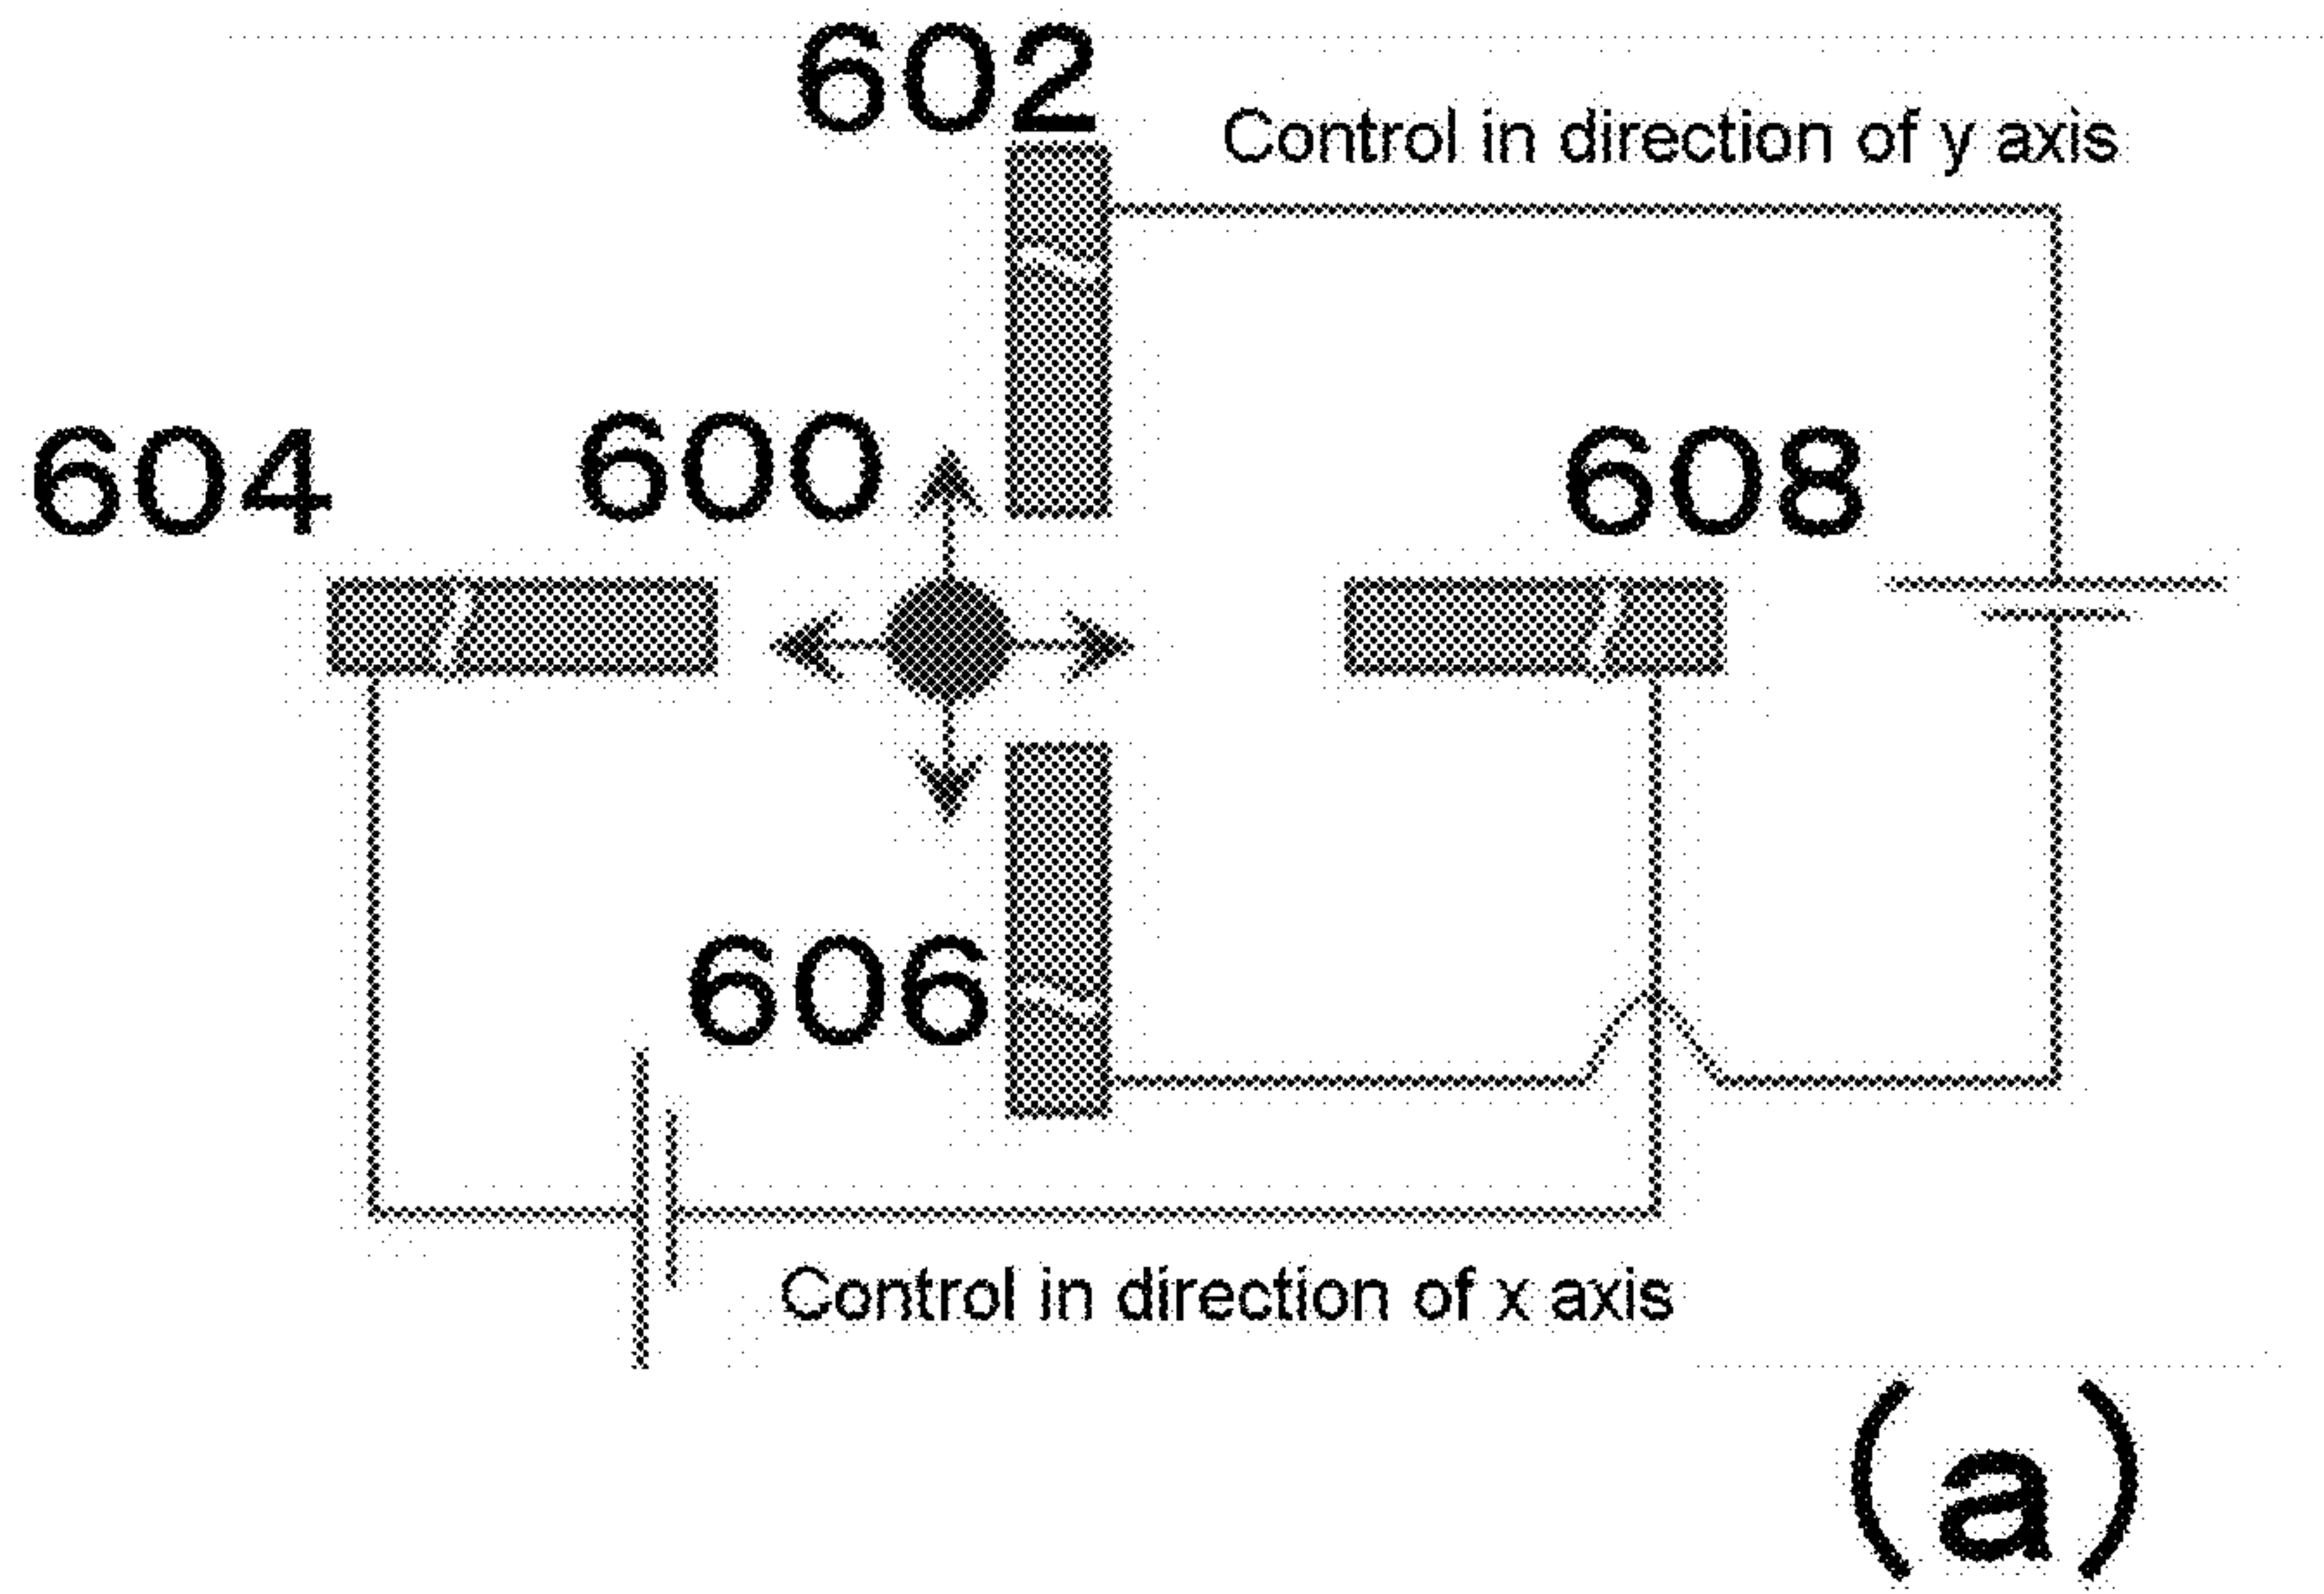 602
Control in direction of y axis
604
600
608
606
Control in direction of x axis
(a)